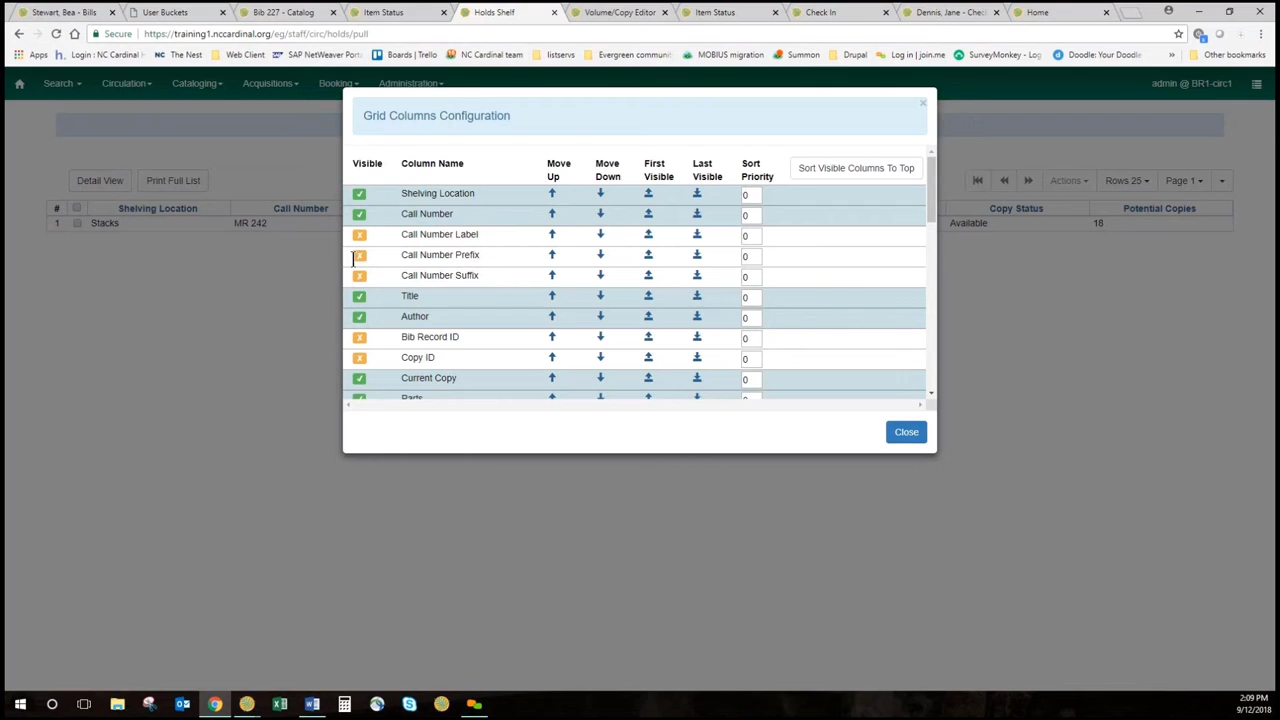 Stewart, Bea - Bills
User Buckets
Bib 227 - Catalog
Item Status
Holds Shelf
Volume/Copy Editor
Item Status
Check In
Dennis, Jane - Chec
Home
Secure
https://training1.nccardinal.org/eg/staff/circ/holds/pull
Apps
Login : NC Cardinal
The Nest
Web Client
SAP NetWeaver Porta
Boards | Trello
NC Cardinal team
listservs
Evergreen communit
MOBIUS migration
Summon
Drupal
Log in | join.me
SurveyMonkey
Doodle: Your Doodle
Other bookmarks
Search
Circulation
Cataloging
Acquisitions
Booking
Administration
admin @ BR1-circ1
Grid Columns Configuration
Visible Column Name Move Up Move Down First Visible Last Visible Sort Priority
Sort Visible Columns To Top
Shelving Location 0
Call Number 0
Call Number Label 0
Call Number Prefix 0
Call Number Suffix 0
Title 0
Author 0
Bib Record ID 0
Copy ID 0
Current Copy 0
Parts
Close
Detail View Print Full List
Actions Rows 25 Page 1
# Shelving Location Call Number Copy Status Potential Copies
1 Stacks MR 242 Available 18
2:09 PM
9/12/2018